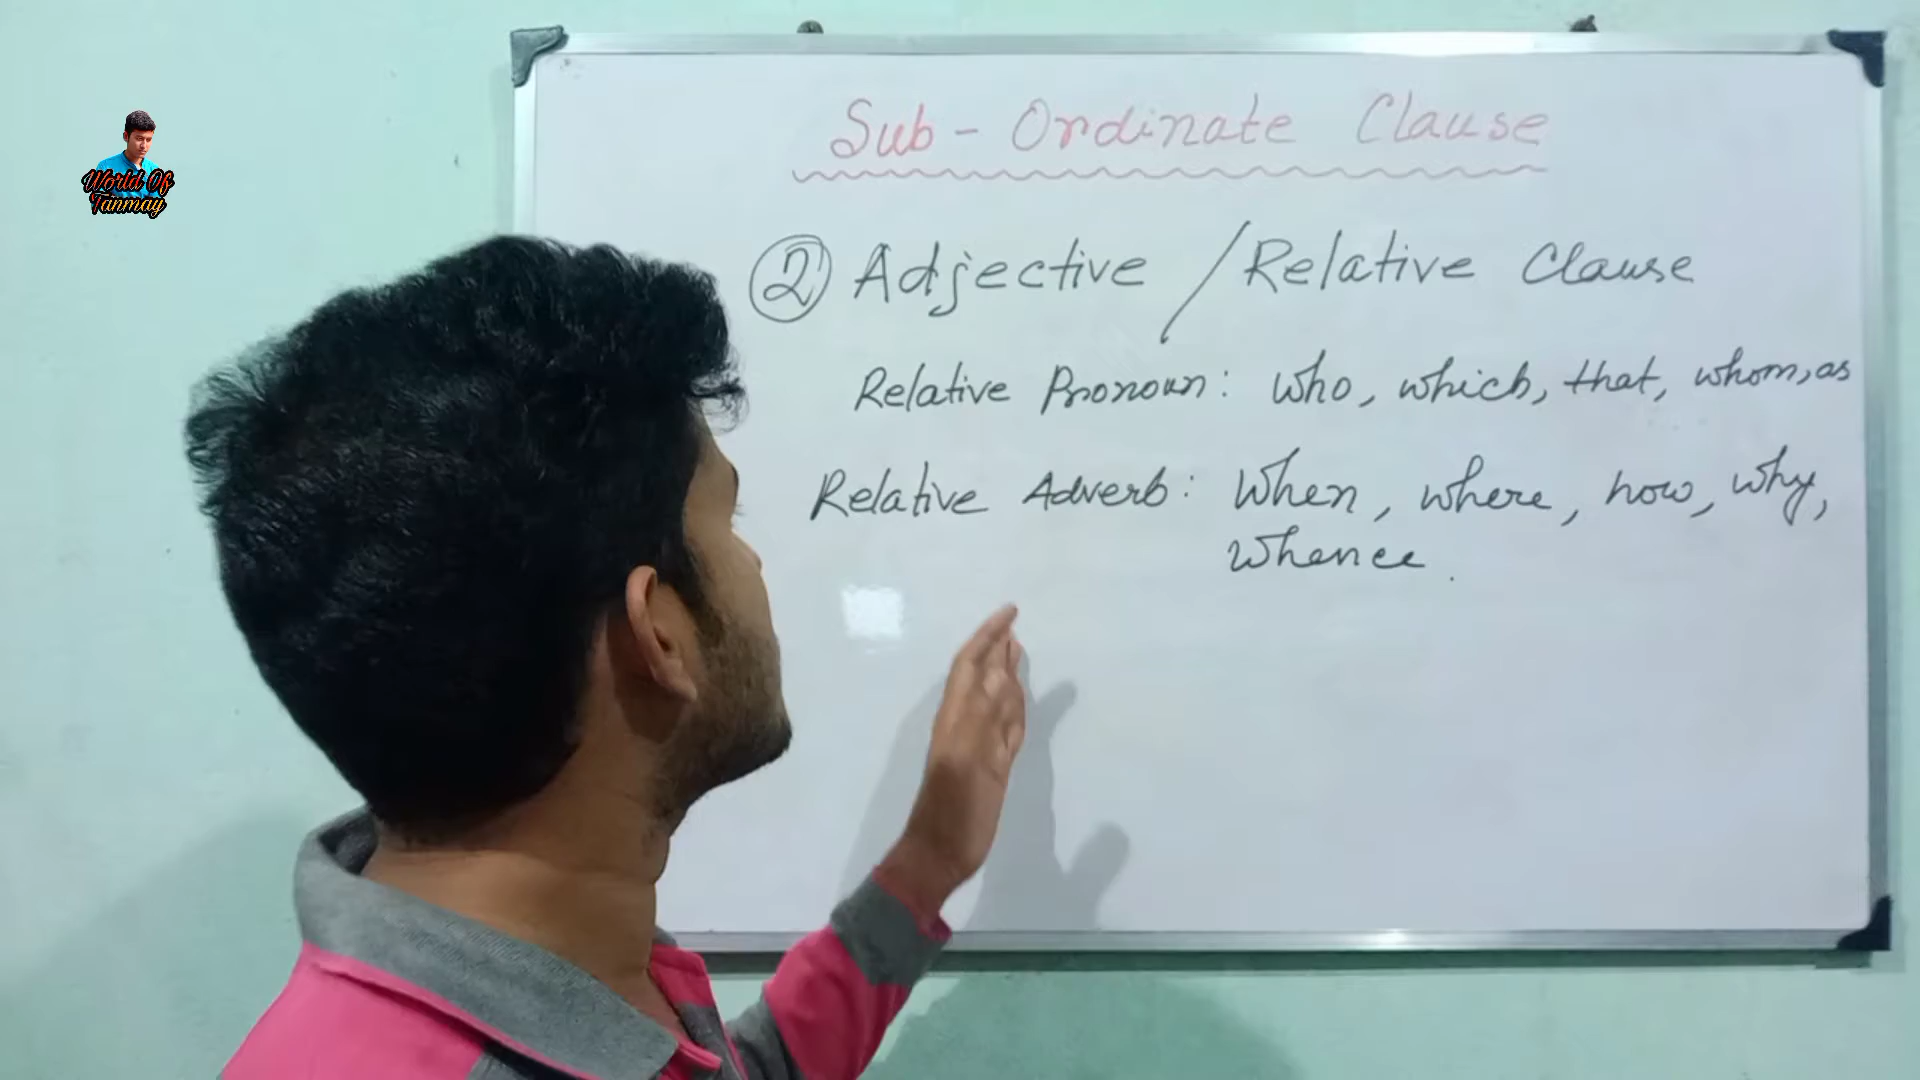 World Of
Tanmay
Sub-Ordinate Clause
2 Adjective / Relative Clause
Relative Pronoun: who, which, that, whom, as
Relative Adverb: When, where, how, why,
Whence.